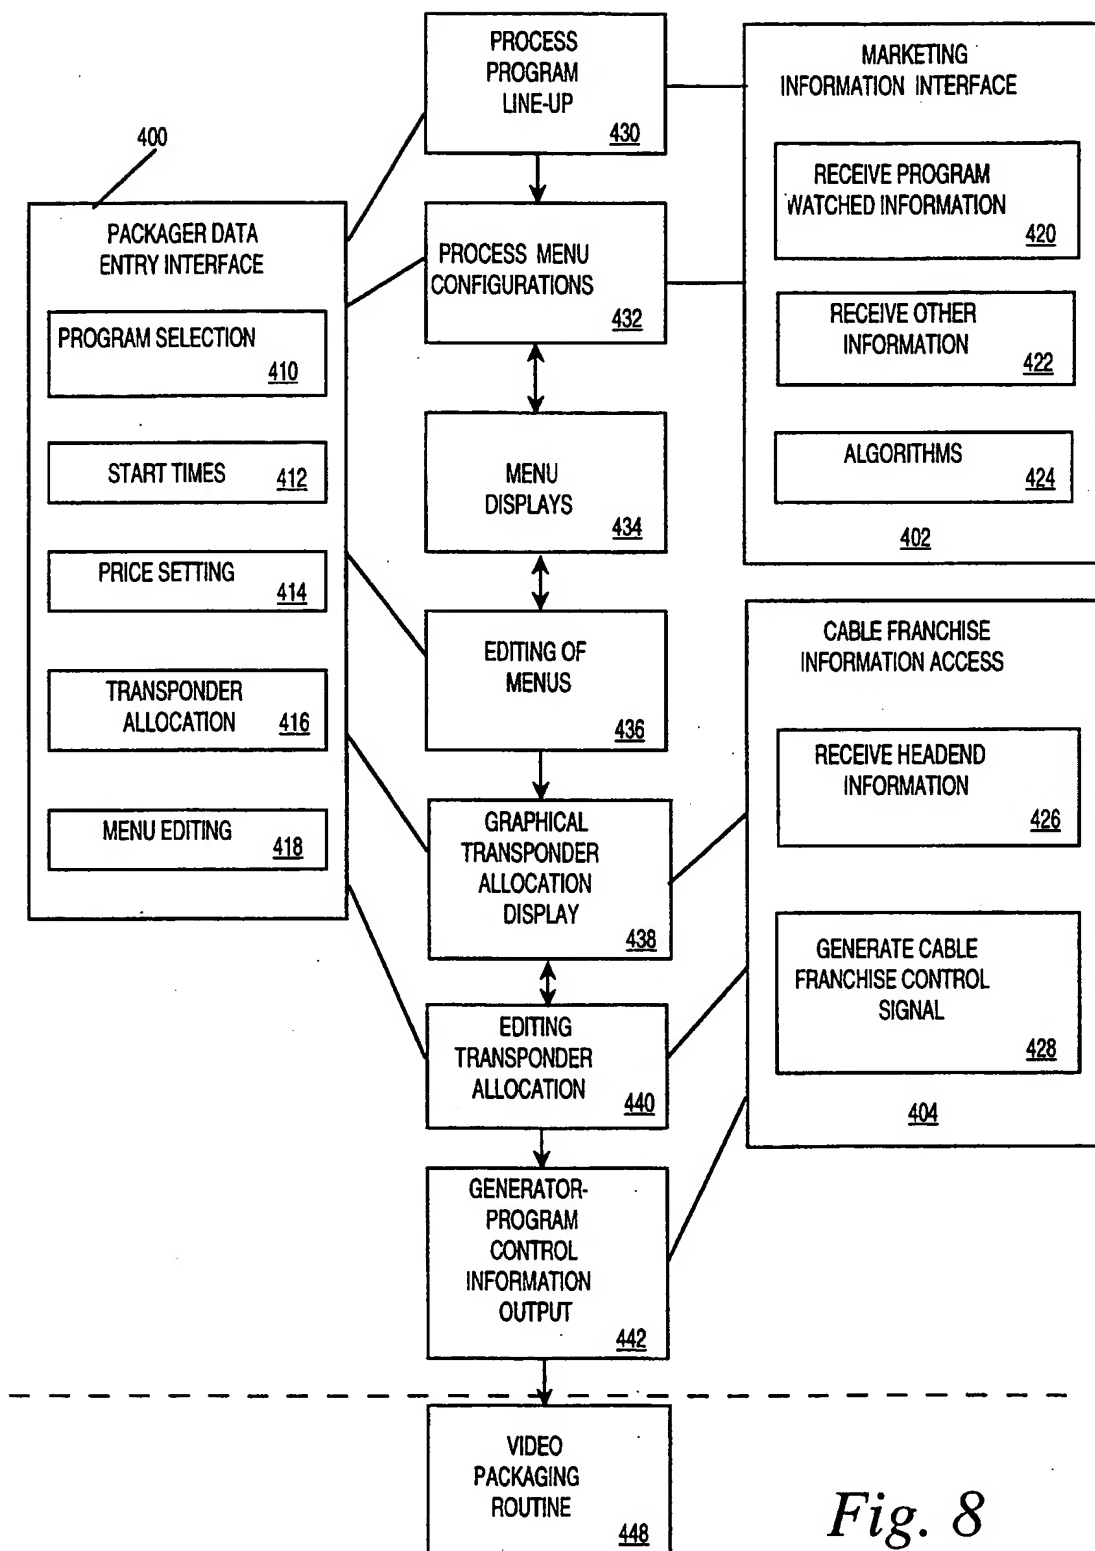 400
PACKAGER DATA
ENTRY INTERFACE
PROGRAM SELECTION
410
START TIMES
412
PRICE SETTING
414
TRANSPONDER
ALLOCATION
416
MENU EDITING
418
PROCESS
PROGRAM
LINE-UP
430
PROCESS MENU
CONFIGURATIONS
432
MENU
DISPLAYS
434
EDITING OF
MENUS
436
GRAPHICAL
TRANSPONDER
ALLOCATION
DISPLAY
438
EDITING
TRANSPONDER
ALLOCATION
440
GENERATOR-
PROGRAM
CONTROL
INFORMATION
OUTPUT
442
VIDEO
PACKAGING
ROUTINE
448
MARKETING
INFORMATION INTERFACE
RECEIVE PROGRAM
WATCHED INFORMATION
420
RECEIVE OTHER
INFORMATION
422
ALGORITHMS
424
402
CABLE FRANCHISE
INFORMATION ACCESS
RECEIVE HEADEND
INFORMATION
426
GENERATE CABLE
FRANCHISE CONTROL
SIGNAL
428
404
Fig. 8